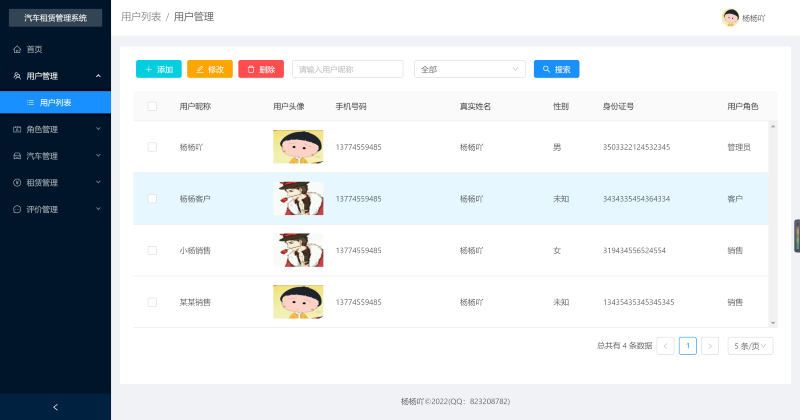 汽车租赁管理系统
用户列表 / 用户管理
杨杨吖
首页
用户管理
用户列表
角色管理
汽车管理
租赁管理
评价管理
添加 修改 删除 请输入用户昵称 全部 搜索
用户昵称 用户头像 手机号码 真实姓名 性别 身份证号 用户角色
杨杨吖 13774559485 杨杨吖 男 3503322124532345 管理员
杨杨客户 13774559485 杨杨吖 未知 3434335454364334 客户
小杨销售 13774559485 杨杨吖 女 319434556524554 销售
某某销售 13774559485 杨杨吖 未知 13435435345345345 销售
总共有 4 条数据 1 5 条/页
杨杨吖©2022(QQ：823208782)